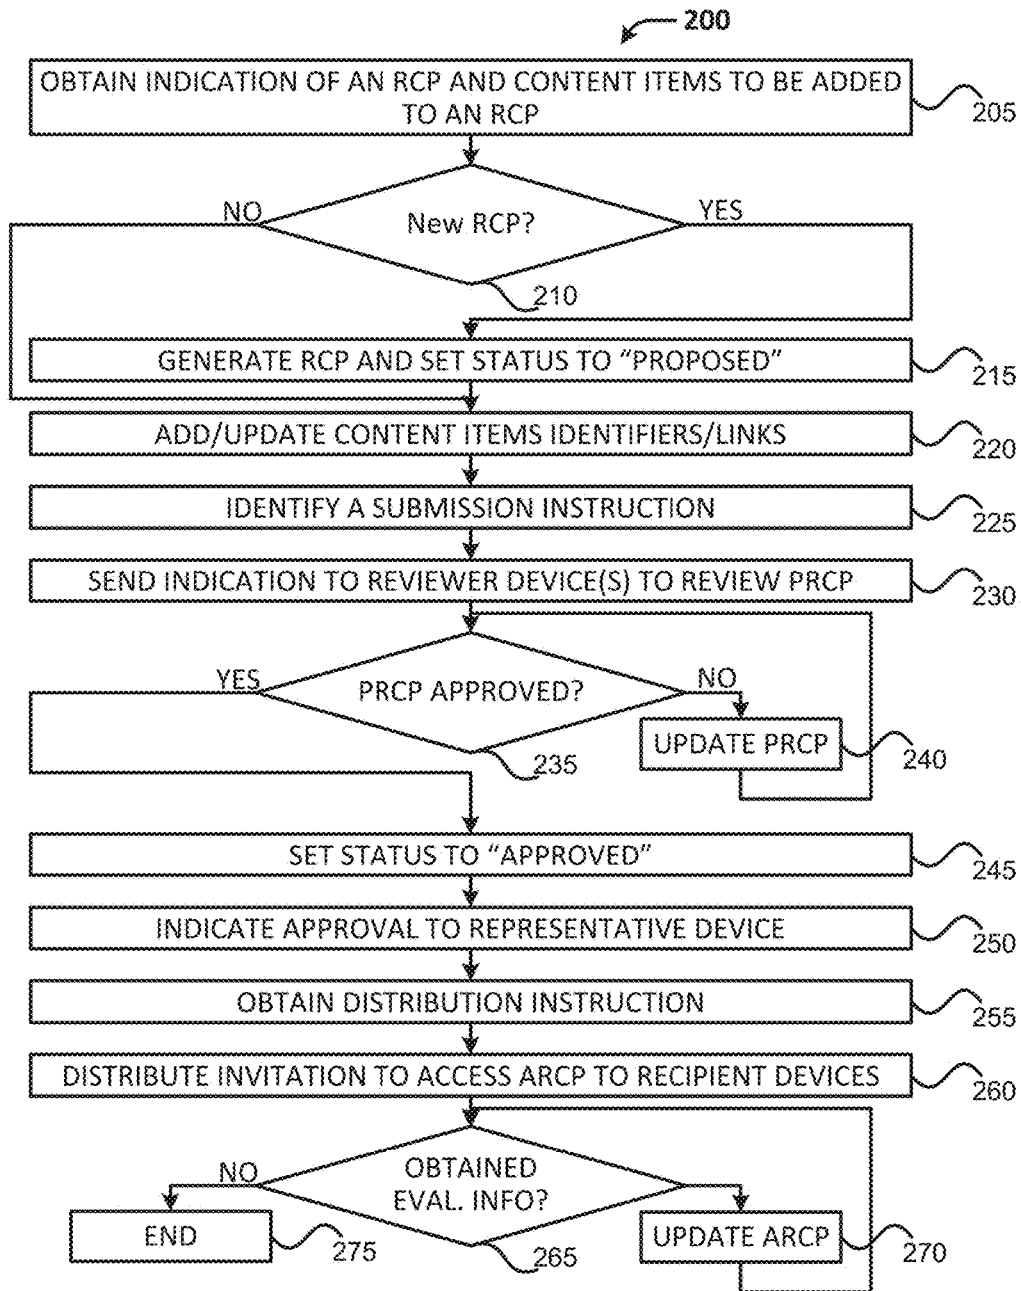 200
OBTAIN INDICATION OF AN RCP AND CONTENT ITEMS TO BE ADDED
TO AN RCP
205
NO
New RCP?
YES
210
GENERATE RCP AND SET STATUS TO “PROPOSED”
215
ADD/UPDATE CONTENT ITEMS IDENTIFIERS/LINKS
220
IDENTIFY A SUBMISSION INSTRUCTION
225
SEND INDICATION TO REVIEWER DEVICE(S) TO REVIEW PRCP
230
YES
PRCP APPROVED?
NO
235
UPDATE PRCP
240
SET STATUS TO “APPROVED”
245
INDICATE APPROVAL TO REPRESENTATIVE DEVICE
250
OBTAIN DISTRIBUTION INSTRUCTION
255
DISTRIBUTE INVITATION TO ACCESS ARCP TO RECIPIENT DEVICES
260
NO
OBTAINED
EVAL. INFO?
END
275
265
UPDATE ARCP
270